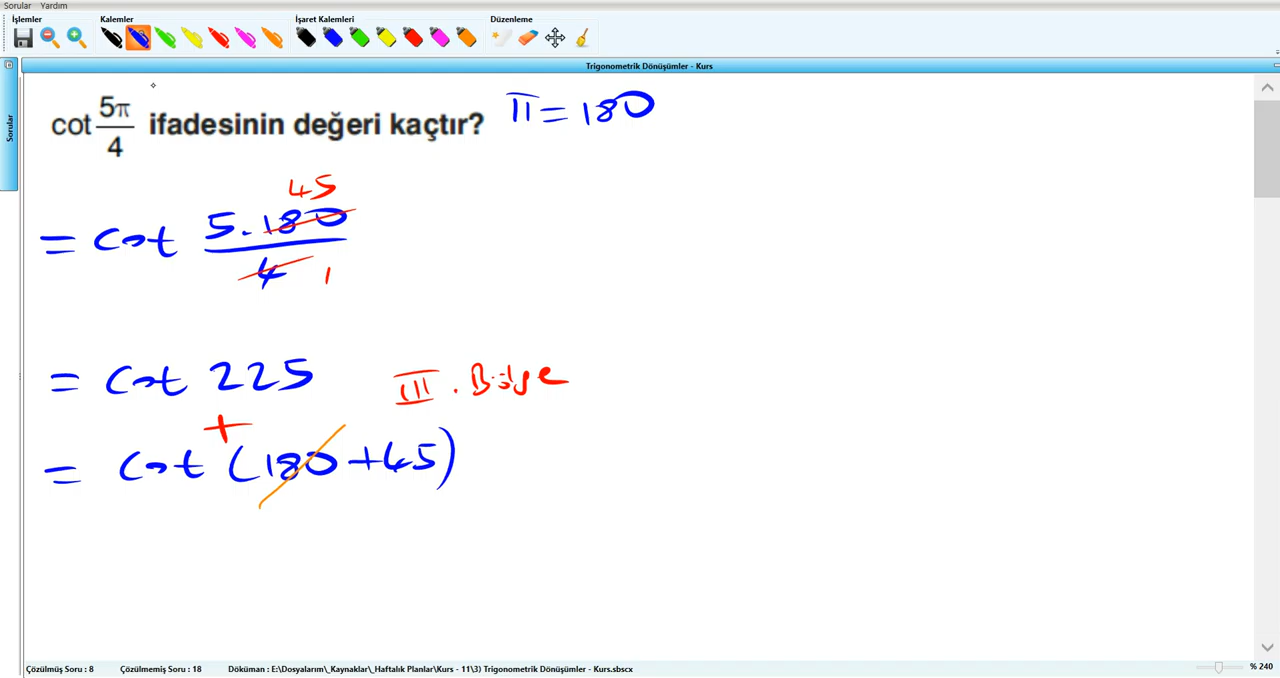 Sorular Yardım
İşlemler Kalemler İşaret Kalemleri Düzenleme
Trigonometrik Dönüşümler - Kurs
Sorular
cot 5π/4 ifadesinin değeri kaçtır? π = 180
45
= cot 5.180/4 1
= cot 225 III. Bölge
+
= cot (180+45)
Çözülmüş Soru : 8 Çözülmemiş Soru : 18 Döküman : E:\Dosyalarım\_Kaynaklar\_Haftalık Planlar\Kurs - 11\3) Trigonometrik Dönüşümler - Kurs.sbscx % 240